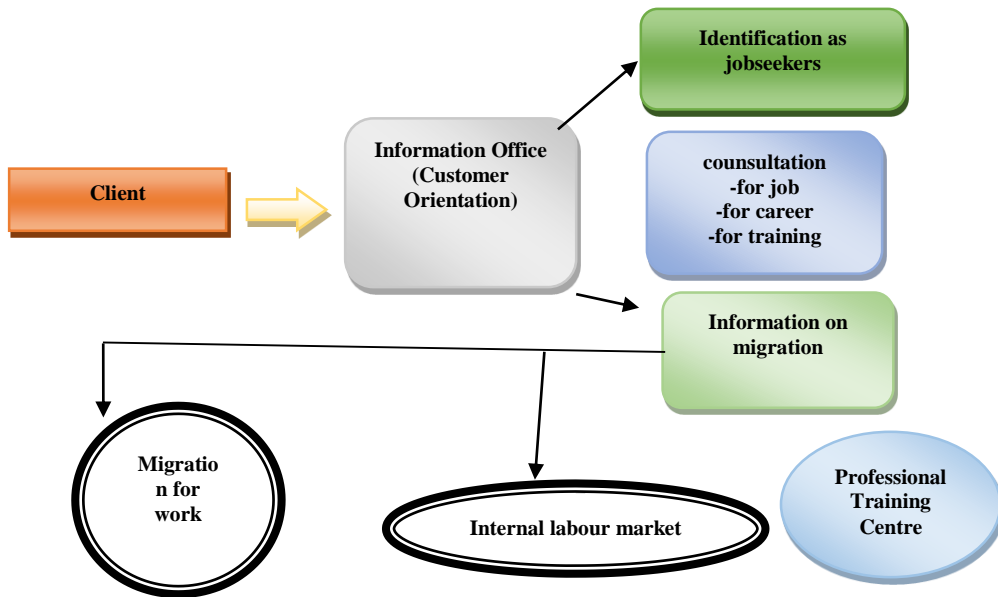 Client
Information Office
(Customer
Orientation)
Identification as
jobseekers
counsultation
-for job
-for career
-for training
Information on
migration
Migratio
n for
work
Internal labour market
Professional
Training
Centre